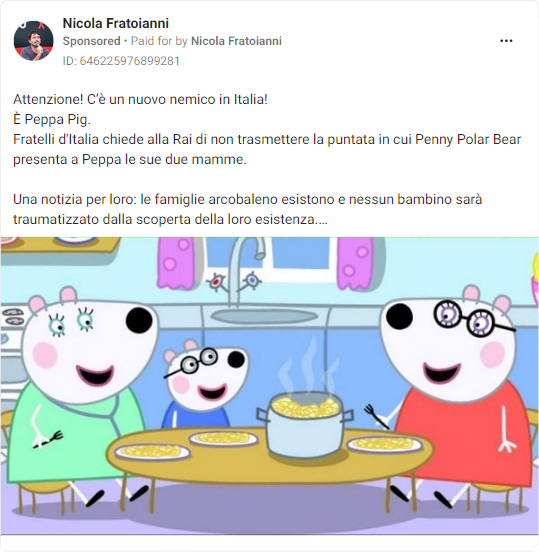 Nicola Fratoianni
Sponsored • Paid for by Nicola Fratoianni
ID: 646225976899281
Attenzione! C’è un nuovo nemico in Italia!
È Peppa Pig.
Fratelli d'Italia chiede alla Rai di non trasmettere la puntata in cui Penny Polar Bear
presenta a Peppa le sue due mamme.
Una notizia per loro: le famiglie arcobaleno esistono e nessun bambino sarà
traumatizzato dalla scoperta della loro esistenza....